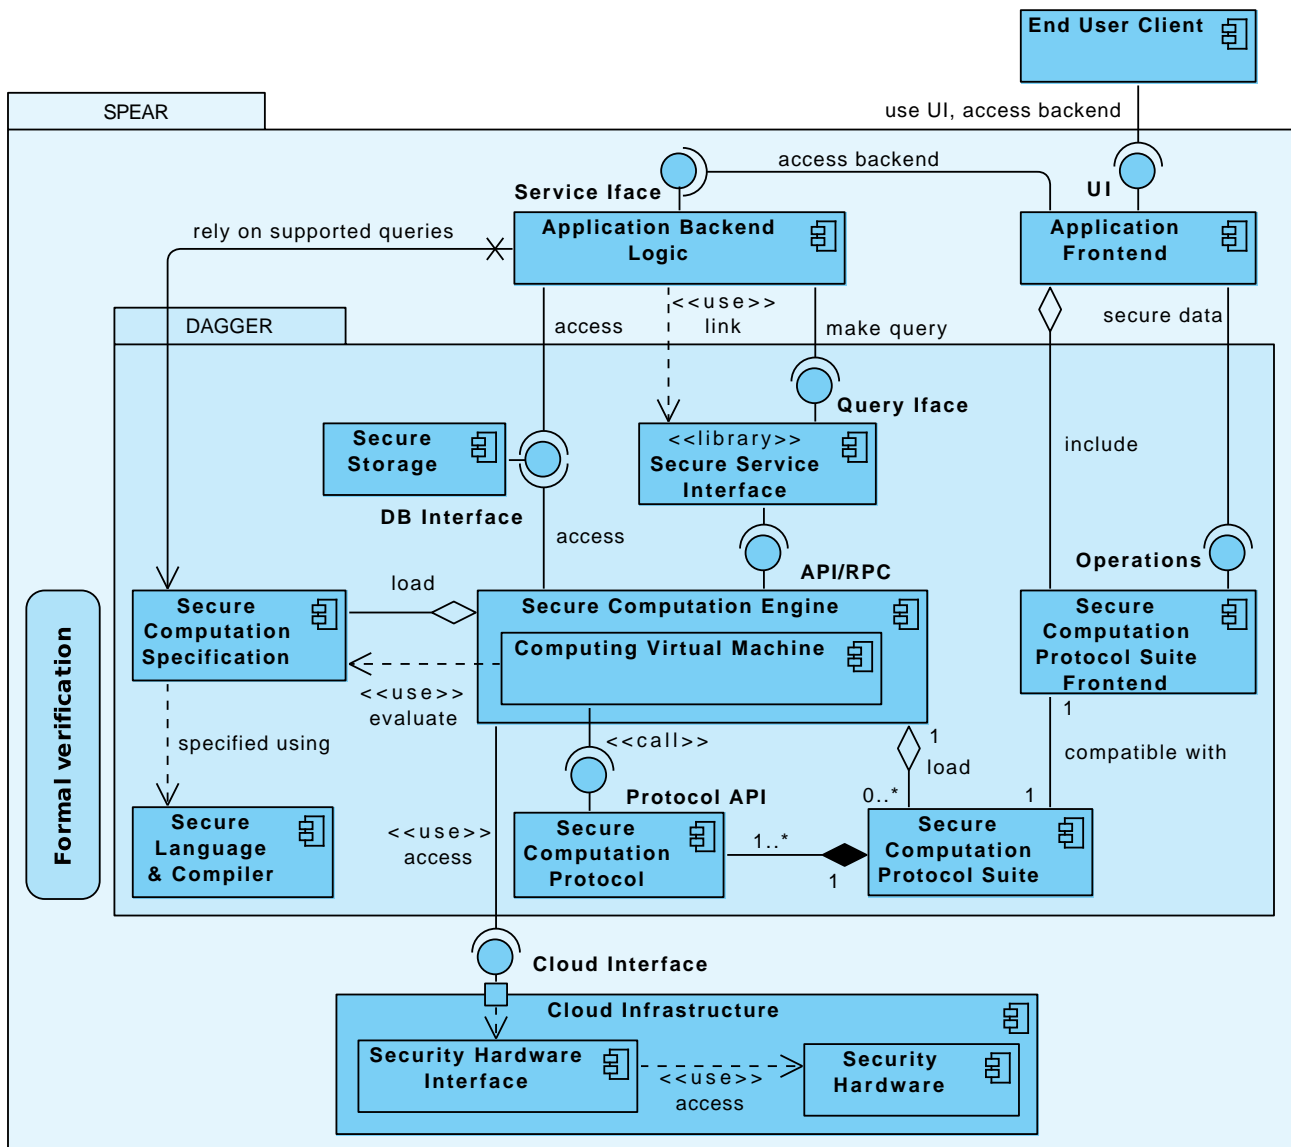 End User Client
SPEAR
use UI, access backend
access backend
Service Iface
UI
rely on supported queries
Application Backend
Logic
Application
Frontend
DAGGER
access
<<use>>
link
make query
secure data
Query Iface
Secure
Storage
<<library>>
Secure Service
Interface
include
DB Interface
access
API/RPC
Operations
load
Secure
Computation
Specification
Secure Computation Engine
Computing Virtual Machine
Secure
Computation
Protocol Suite
Frontend
<<use>>
evaluate
1
specified using
<<call>>
1
load
compatible with
Formal verification
0..*
1
Protocol API
Secure
Language
& Compiler
<<use>>
access
Secure
Computation
Protocol
1..*
1
Secure
Computation
Protocol Suite
Cloud Interface
Cloud Infrastructure
Security Hardware
Interface
<<use>>
access
Security
Hardware